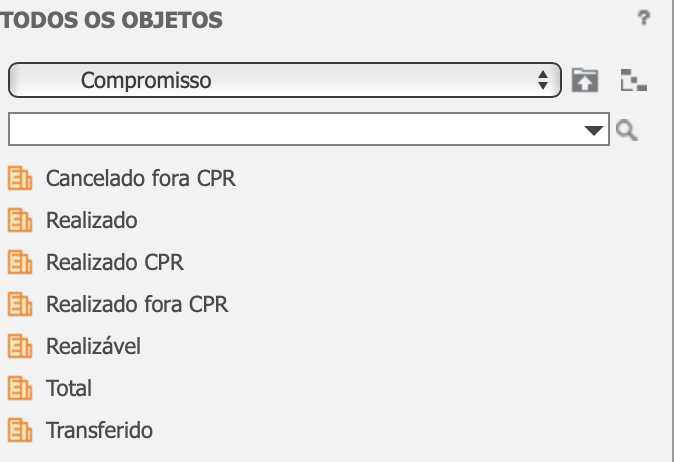 TODOS OS OBJETOS
?
Compromisso
Cancelado fora CPR
Realizado
Realizado CPR
Realizado fora CPR
Realizável
Total
Transferido